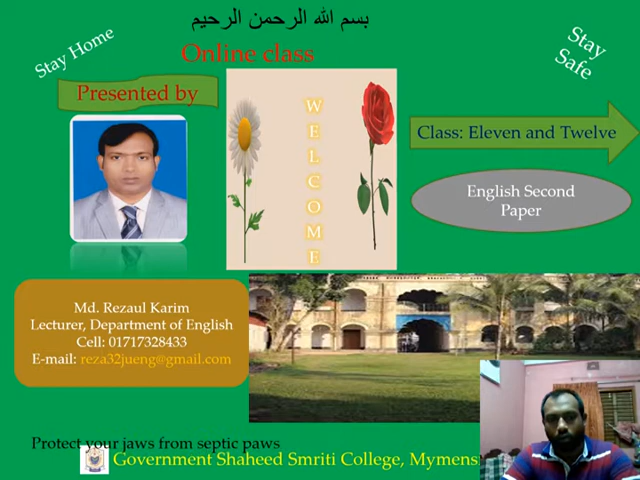 بسم الله الرحمن الرحيم
Stay Home
Online class
Stay
Safe
Presented by
WELCOME
Class: Eleven and Twelve
English Second
Paper
Md. Rezaul Karim
Lecturer, Department of English
Cell: 01717328433
E-mail: reza32jueng@gmail.com
Protect your jaws from septic paws
Government Shaheed Smriti College, Mymens